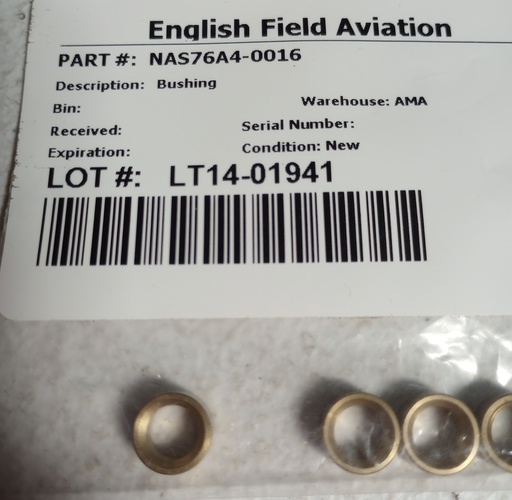 English Field Aviation
PART #: NAS76A4-0016
Description: Bushing
Bin:
Warehouse: AMA
Received:
Serial Number:
Expiration:
Condition: New
LOT #: LT14-01941